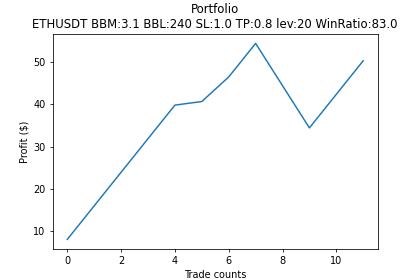 Portfolio
ETHUSDT BBM:3.1 BBL:240 SL:1.0 TP:0.8 lev:20 WinRatio:83.0
50
40
30
20
10
Profit ($)
0 2 4 6 8 10
Trade counts